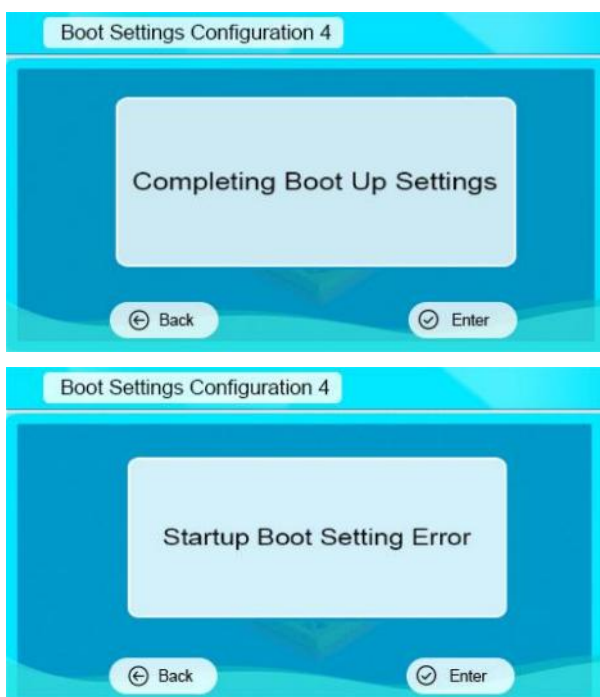 Boot Settings Configuration 4
Completing Boot Up Settings
Back
Enter
Boot Settings Configuration 4
Startup Boot Setting Error
Back
Enter